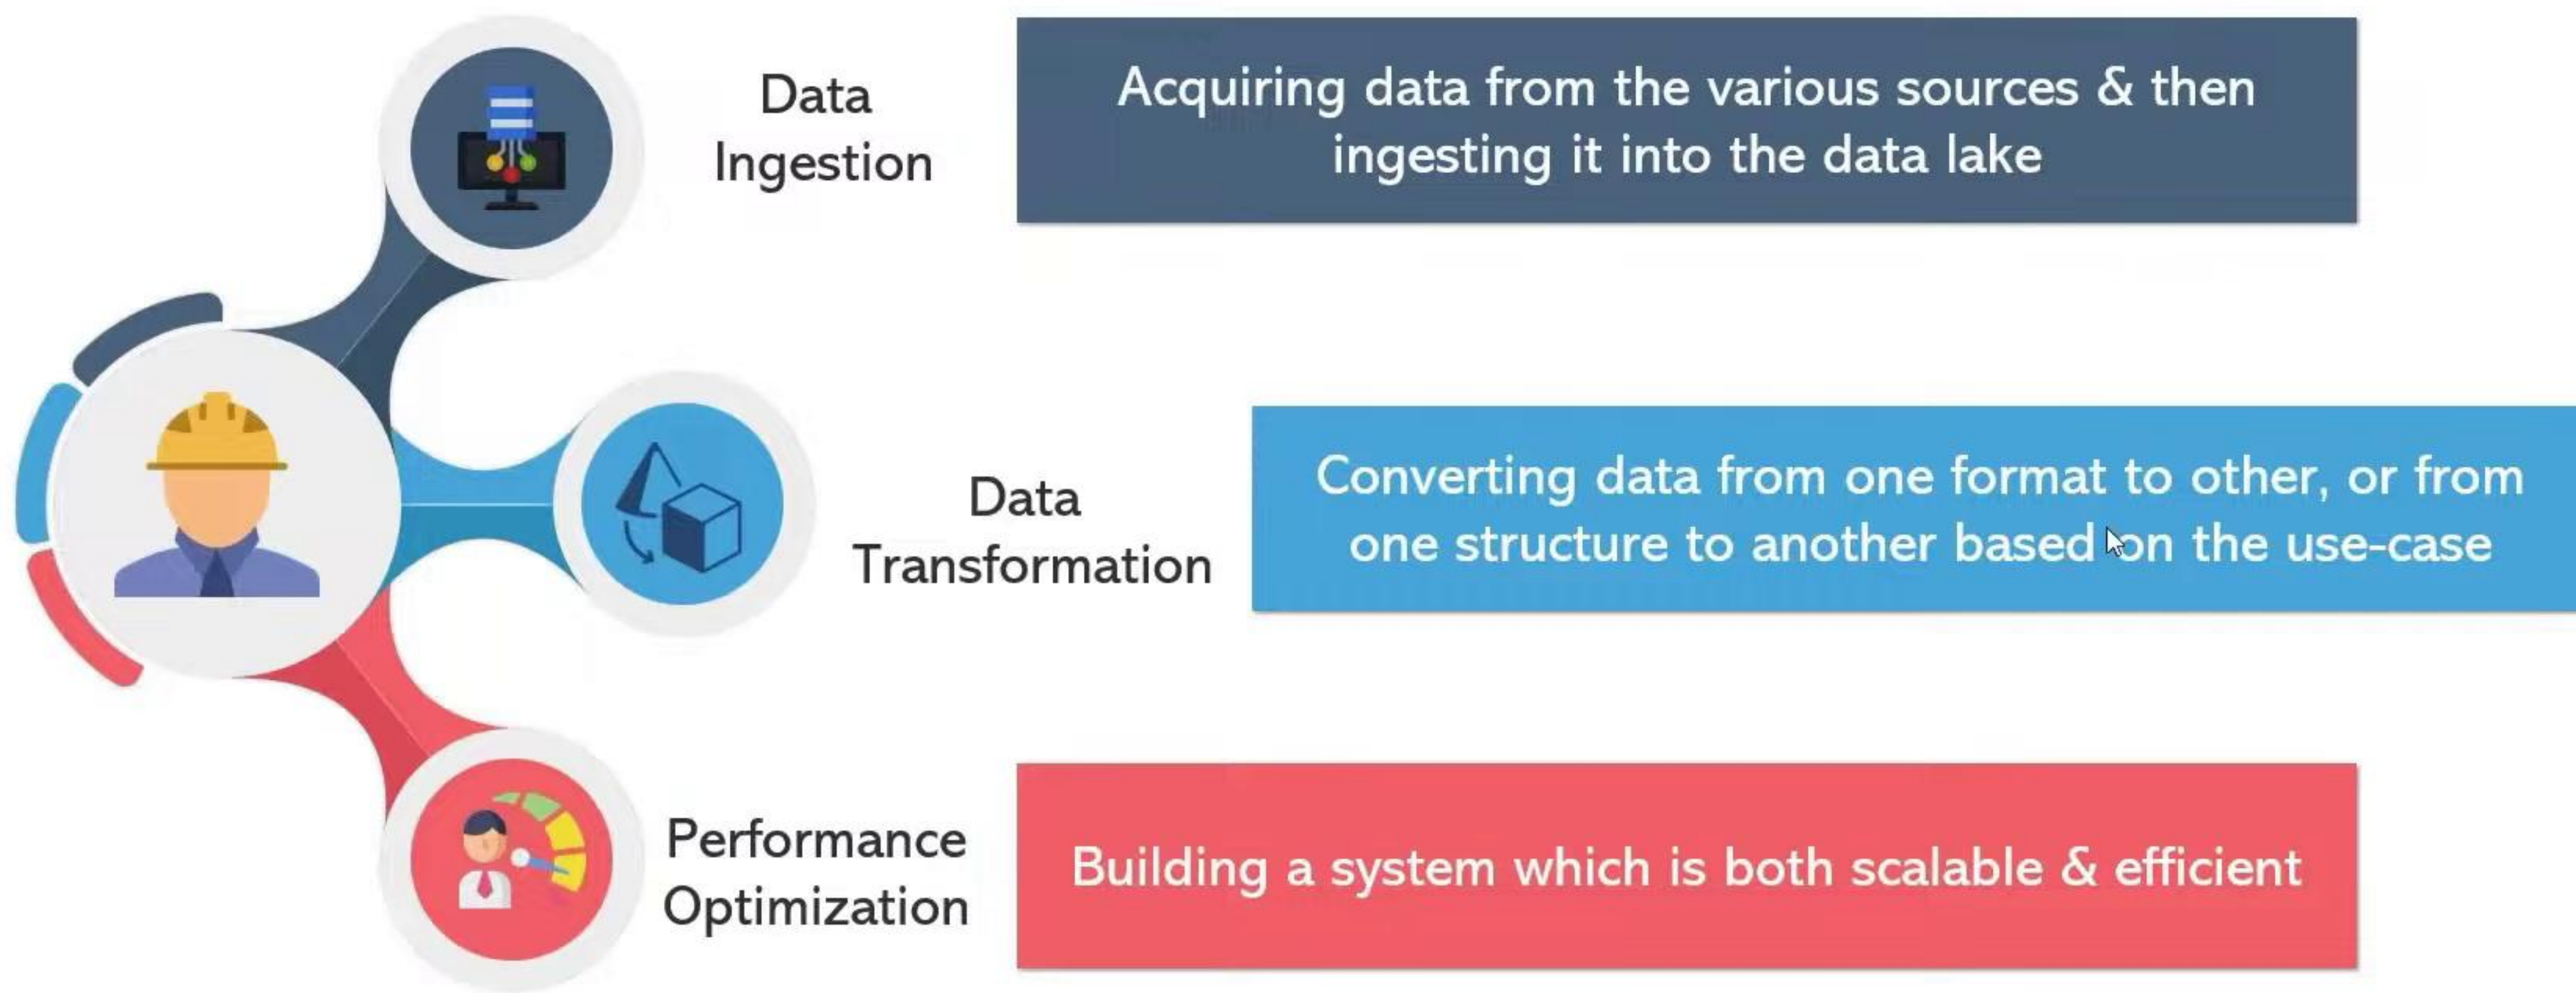 Data
Ingestion
Acquiring data from the various sources & then
ingesting it into the data lake
Data
Transformation
Converting data from one format to other, or from
one structure to another based on the use-case
Performance
Optimization
Building a system which is both scalable & efficient